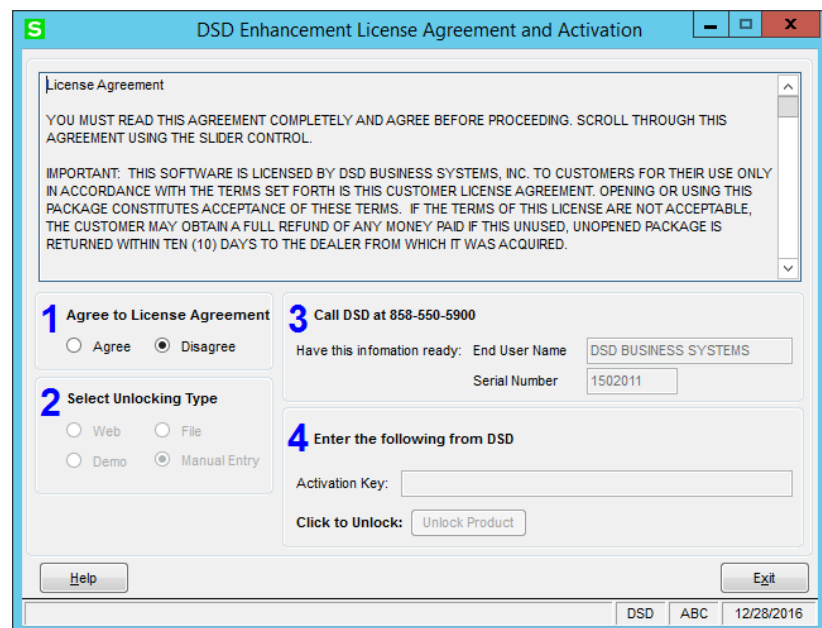 S
DSD Enhancement License Agreement and Activation
License Agreement
YOU MUST READ THIS AGREEMENT COMPLETELY AND AGREE BEFORE PROCEEDING. SCROLL THROUGH THIS
AGREEMENT USING THE SLIDER CONTROL.
IMPORTANT: THIS SOFTWARE IS LICENSED BY DSD BUSINESS SYSTEMS, INC. TO CUSTOMERS FOR THEIR USE ONLY
IN ACCORDANCE WITH THE TERMS SET FORTH IS THIS CUSTOMER LICENSE AGREEMENT. OPENING OR USING THIS
PACKAGE CONSTITUTES ACCEPTANCE OF THESE TERMS. IF THE TERMS OF THIS LICENSE ARE NOT ACCEPTABLE,
THE CUSTOMER MAY OBTAIN A FULL REFUND OF ANY MONEY PAID IF THIS UNUSED, UNOPENED PACKAGE IS
RETURNED WITHIN TEN (10) DAYS TO THE DEALER FROM WHICH IT WAS ACQUIRED.
1 Agree to License Agreement
Agree Disagree
2 Select Unlocking Type
Web File
Demo Manual Entry
3 Call DSD at 858-550-5900
Have this infomation ready: End User Name DSD BUSINESS SYSTEMS
Serial Number 1502011
4 Enter the following from DSD
Activation Key:
Click to Unlock: Unlock Product
Help Exit
DSD ABC 12/28/2016